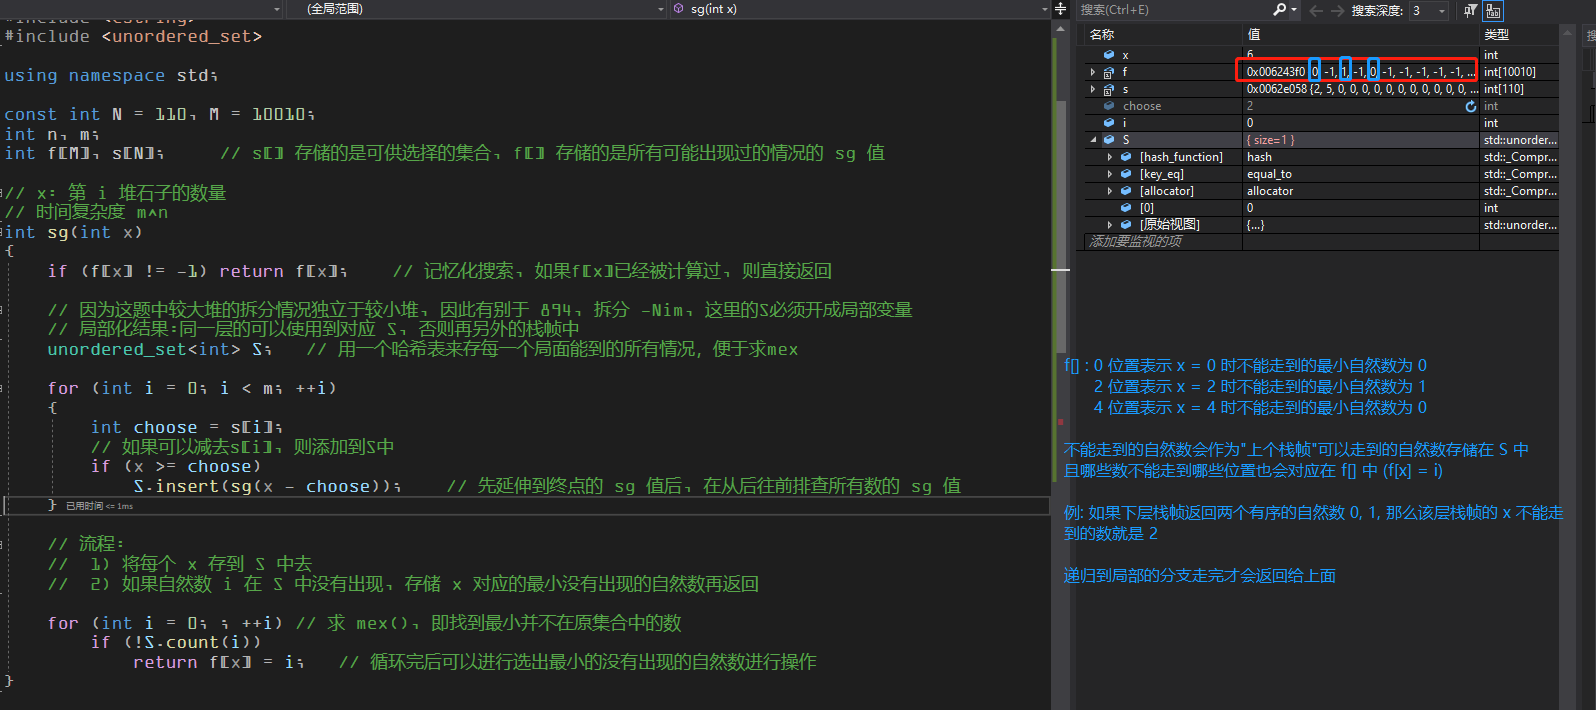 (全局范围)
sg(int x)
#include <cstring>
#include <unordered_set>
using namespace std;
const int N = 110, M = 10010;
int n, m;
int f[M], s[N];     // s[] 存储的是可供选择的集合, f[] 存储的是所有可能出现过的情况的 sg 值
// x: 第 i 堆石子的数量
// 时间复杂度 m^n
int sg(int x)
{
if (f[x] != -1) return f[x];    // 记忆化搜索, 如果f[x]已经被计算过, 则直接返回
// 因为这题中较大堆的拆分情况独立于较小堆, 因此有别于 894, 拆分 -Nim, 这里的S必须开成局部变量
// 局部化结果:同一层的可以使用到对应 S, 否则再另外的栈帧中
unordered_set<int> S;   // 用一个哈希表来存每一个局面能到的所有情况, 便于求mex
for (int i = 0; i < m; ++i)
{
int choose = s[i];
// 如果可以减去s[i], 则添加到S中
if (x >= choose)
S.insert(sg(x - choose));    // 先延伸到终点的 sg 值后, 在从后往前排查所有数的 sg 值
} 已用时间 <= 1ms
// 流程:
//  1) 将每个 x 存到 S 中去
//  2) 如果自然数 i 在 S 中没有出现, 存储 x 对应的最小没有出现的自然数再返回
for (int i = 0; ; ++i) // 求 mex(), 即找到最小并不在原集合中的数
if (!S.count(i))
return f[x] = i;   // 循环完后可以进行选出最小的没有出现的自然数进行操作
}
搜索(Ctrl+E)
搜索深度: 3
名称 值 类型
x 6 int
f 0x006243f0 0, -1, 1, -1, 0, -1, -1, -1, -1, -1, ... int[10010]
s 0x0062e058 {2, 5, 0, 0, 0, 0, 0, 0, 0, 0, 0, 0, 0, ... int[110]
choose 2 int
i 0 int
S { size=1 } std::unorder...
[hash_function] hash std::_Compr...
[key_eq] equal_to std::_Compr...
[allocator] allocator std::_Compr...
[0] 0 int
[原始视图] {...} std::unorder...
添加要监视的项
f[] : 0 位置表示 x = 0 时不能走到的最小自然数为 0
2 位置表示 x = 2 时不能走到的最小自然数为 1
4 位置表示 x = 4 时不能走到的最小自然数为 0
不能走到的自然数会作为"上个栈帧"可以走到的自然数存储在 S 中
且哪些数不能走到哪些位置也会对应在 f[] 中 (f[x] = i)
例: 如果下层栈帧返回两个有序的自然数 0, 1, 那么该层栈帧的 x 不能走
到的数就是 2
递归到局部的分支走完才会返回给上面